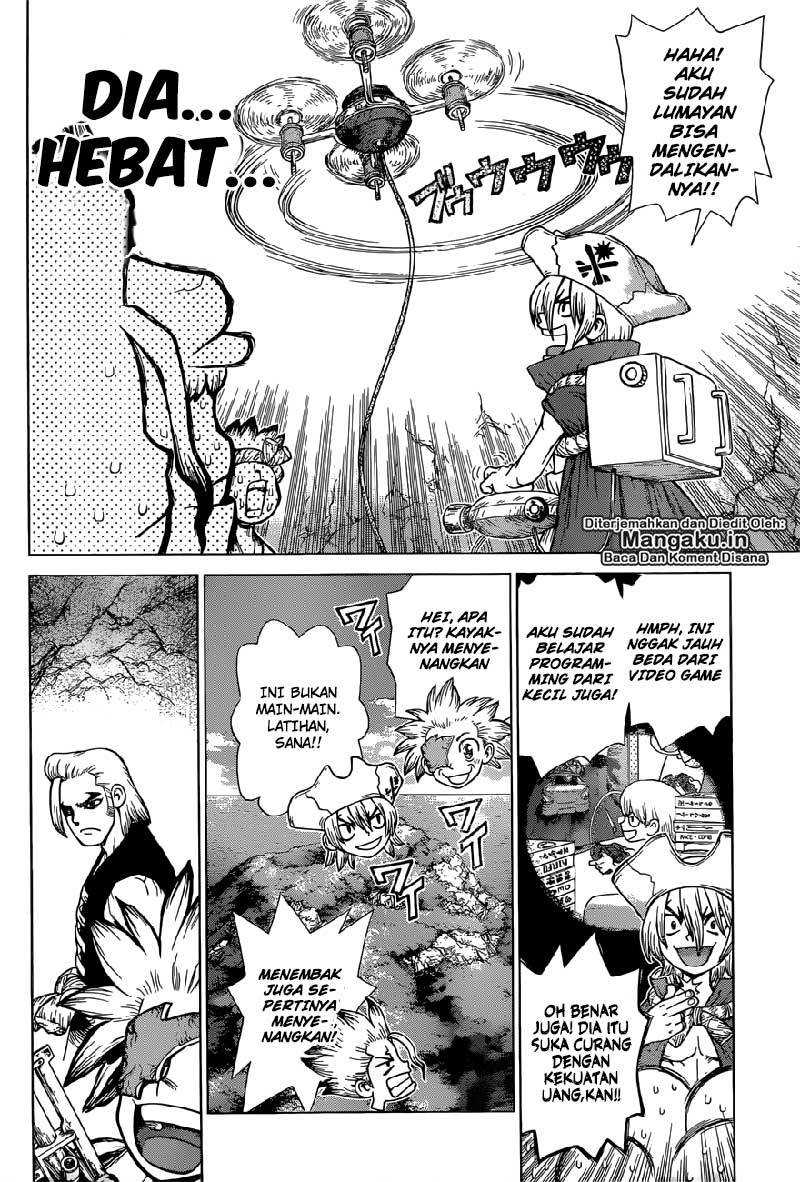 HAHA!
AKU
SUDAH
LUMAYAN
BISA
MENGEN-
DALIKAN-
NYA!!
DIA...
HEBAT...
ブゥゥゥゥゥ
Diterjemahkan dan Diedit Oleh:
Mangaku.in
Baca Dan Koment Disana
HMPH, INI
NGGAK JAUH
BEDA DARI
VIDEO GAME
AKU SUDAH
BELAJAR
PROGRAM-
MING DARI
KECIL JUGA!
OH BENAR
JUGA! DIA ITU
SUKA CURANG
DENGAN
KEKUATAN
UANG,KAN!!
HEI, APA
ITU? KAYAK-
NYA MENYE-
NANGKAN
ワイ
INI BUKAN
MAIN-MAIN.
LATIHAN,
SANA!!
ワイ
ワイ
MENEMBAK
JUGA SE-
PERTINYA
MENYE-
NANGKAN!